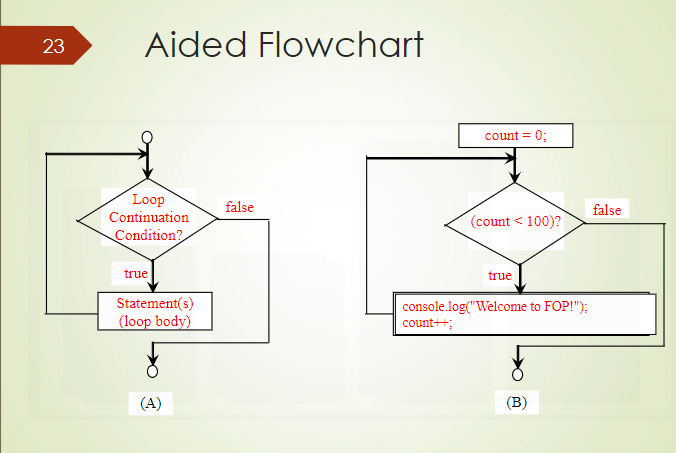 23
Aided Flowchart
Loop
Continuation
Condition?
false
true
Statement(s)
(loop body)
(A)
count = 0;
(count < 100)?
false
true
console.log("Welcome to FOP!");
count++;
(B)